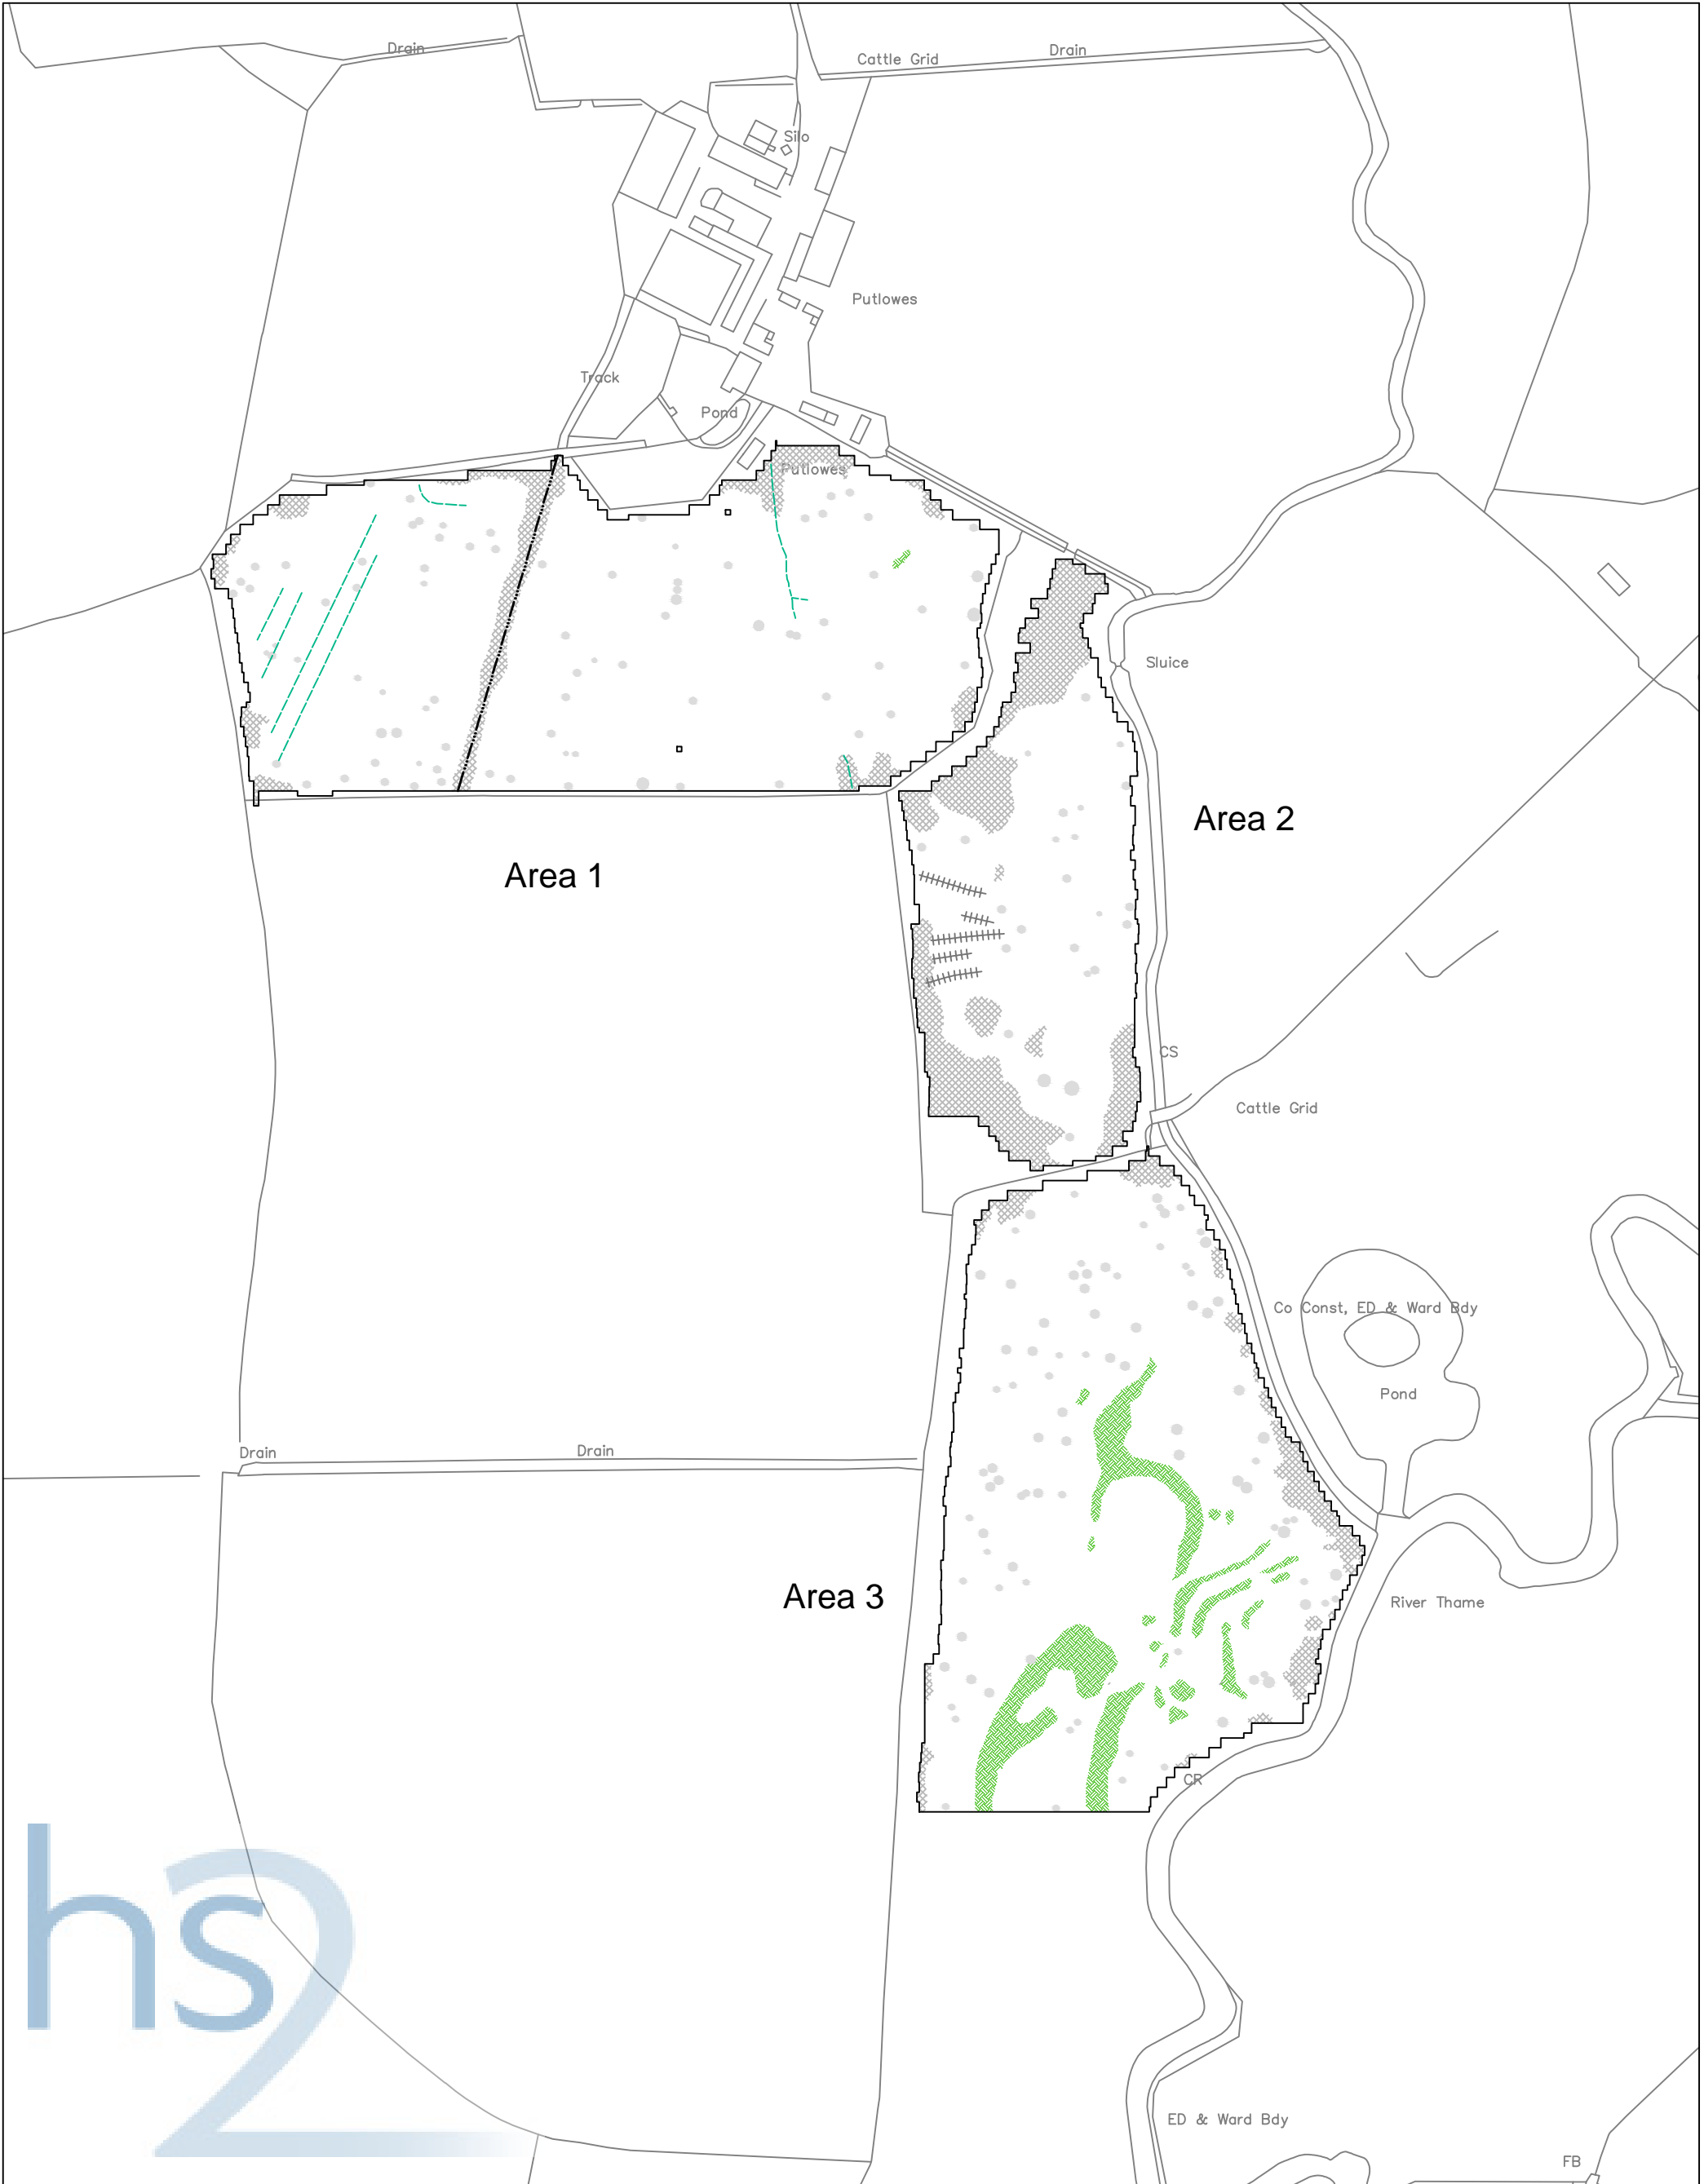 Drain
Cattle Grid
Drain
Silo
Putlowes
Track
Pond
Putlowes
Sluice
Area 2
Area 1
CS
Cattle Grid
Co Const, ED & Ward Bdy
Pond
Drain
Drain
Area 3
River Thame
CR
hs2
ED & Ward Bdy
FB